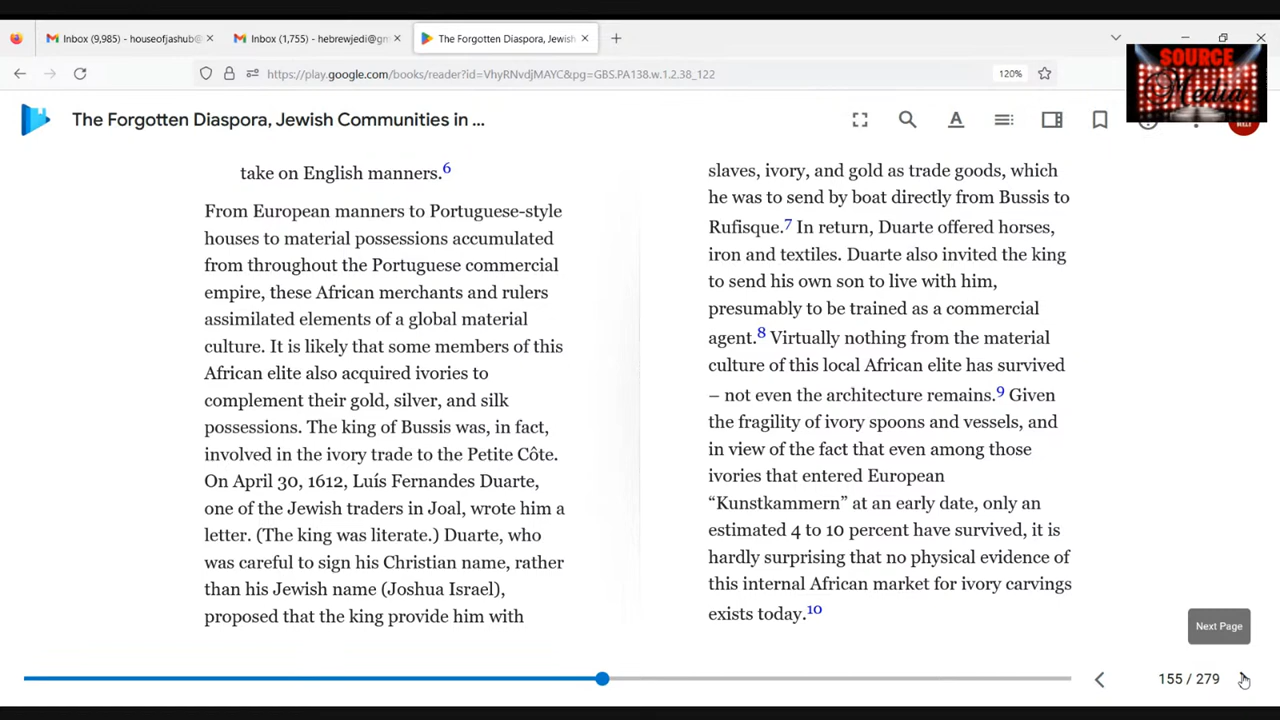 Inbox (9,985) - houseofjashub@
Inbox (1,755) - hebrewjedi@gm
The Forgotten Diaspora, Jewish
https://play.google.com/books/reader?id=VhyRNvdjMAYC&pg=GBS.PA138.w.1.2.38_122
120%
SOURCE
Media
The Forgotten Diaspora, Jewish Communities in ...
take on English manners.6
From European manners to Portuguese-style
houses to material possessions accumulated
from throughout the Portuguese commercial
empire, these African merchants and rulers
assimilated elements of a global material
culture. It is likely that some members of this
African elite also acquired ivories to
complement their gold, silver, and silk
possessions. The king of Bussis was, in fact,
involved in the ivory trade to the Petite Côte.
On April 30, 1612, Luís Fernandes Duarte,
one of the Jewish traders in Joal, wrote him a
letter. (The king was literate.) Duarte, who
was careful to sign his Christian name, rather
than his Jewish name (Joshua Israel),
proposed that the king provide him with
slaves, ivory, and gold as trade goods, which
he was to send by boat directly from Bussis to
Rufisque.7 In return, Duarte offered horses,
iron and textiles. Duarte also invited the king
to send his own son to live with him,
presumably to be trained as a commercial
agent.8 Virtually nothing from the material
culture of this local African elite has survived
– not even the architecture remains.9 Given
the fragility of ivory spoons and vessels, and
in view of the fact that even among those
ivories that entered European
“Kunstkammern” at an early date, only an
estimated 4 to 10 percent have survived, it is
hardly surprising that no physical evidence of
this internal African market for ivory carvings
exists today.10
Next Page
155 / 279